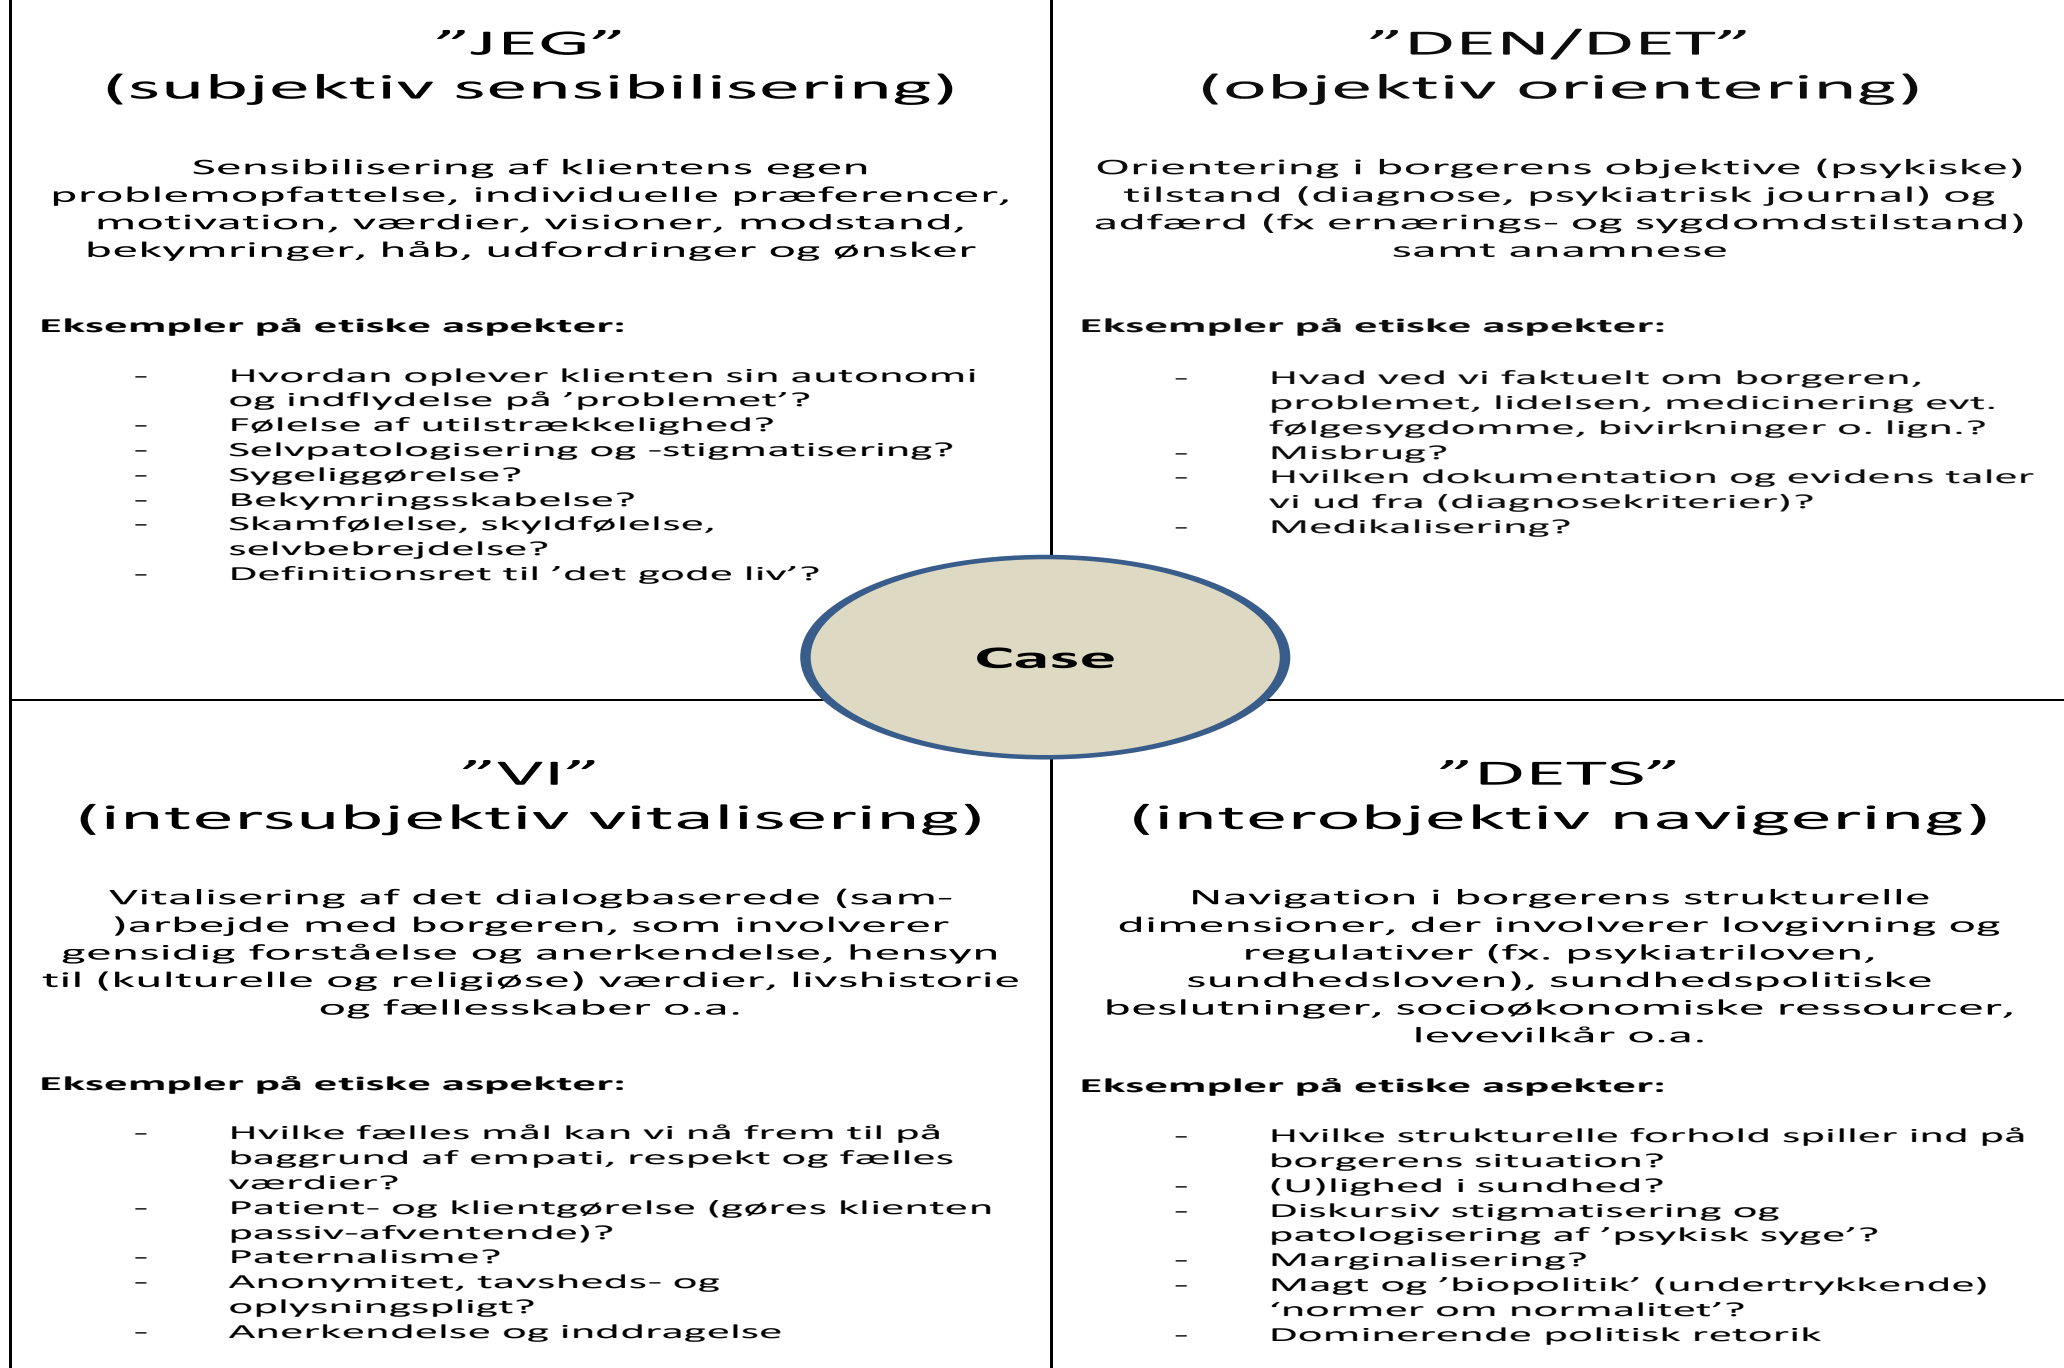 ”JEG”
(subjektiv sensibilisering)
Sensibilisering af klientens egen
problemopfattelse, individuelle præferencer,
motivation, værdier, visioner, modstand,
bekymringer, håb, udfordringer og ønsker
Eksempler på etiske aspekter:
- Hvordan oplever klienten sin autonomi
og indflydelse på ’problemet’?
- Følelse af utilstrækkelighed?
- Selvpatologisering og -stigmatisering?
- Sygeliggørelse?
- Bekymringsskabelse?
- Skamfølelse, skyldfølelse,
selvbebrejdelse?
- Definitionsret til ’det gode liv’?
”DEN/DET”
(objektiv orientering)
Orientering i borgerens objektive (psykiske)
tilstand (diagnose, psykiatrisk journal) og
adfærd (fx ernærings- og sygdomdstilstand)
samt anamnese
Eksempler på etiske aspekter:
- Hvad ved vi faktuelt om borgeren,
problemet, lidelsen, medicinering evt.
følgesygdomme, bivirkninger o. lign.?
- Misbrug?
- Hvilken dokumentation og evidens taler
vi ud fra (diagnosekriterier)?
- Medikalisering?
Case
”VI”
(intersubjektiv vitalisering)
Vitalisering af det dialogbaserede (sam-
)arbejde med borgeren, som involverer
gensidig forståelse og anerkendelse, hensyn
til (kulturelle og religiøse) værdier, livshistorie
og fællesskaber o.a.
Eksempler på etiske aspekter:
- Hvilke fælles mål kan vi nå frem til på
baggrund af empati, respekt og fælles
værdier?
- Patient- og klientgørelse (gøres klienten
passiv-afventende)?
- Paternalisme?
- Anonymitet, tavsheds- og
oplysningspligt?
- Anerkendelse og inddragelse
”DETS”
(interobjektiv navigering)
Navigation i borgerens strukturelle
dimensioner, der involverer lovgivning og
regulativer (fx. psykiatriloven,
sundhedsloven), sundhedspolitiske
beslutninger, socioøkonomiske ressourcer,
levevilkår o.a.
Eksempler på etiske aspekter:
- Hvilke strukturelle forhold spiller ind på
borgerens situation?
- (U)lighed i sundhed?
- Diskursiv stigmatisering og
patologisering af ’psykisk syge’?
- Marginalisering?
- Magt og ’biopolitik’ (undertrykkende)
‘normer om normalitet’?
- Dominerende politisk retorik